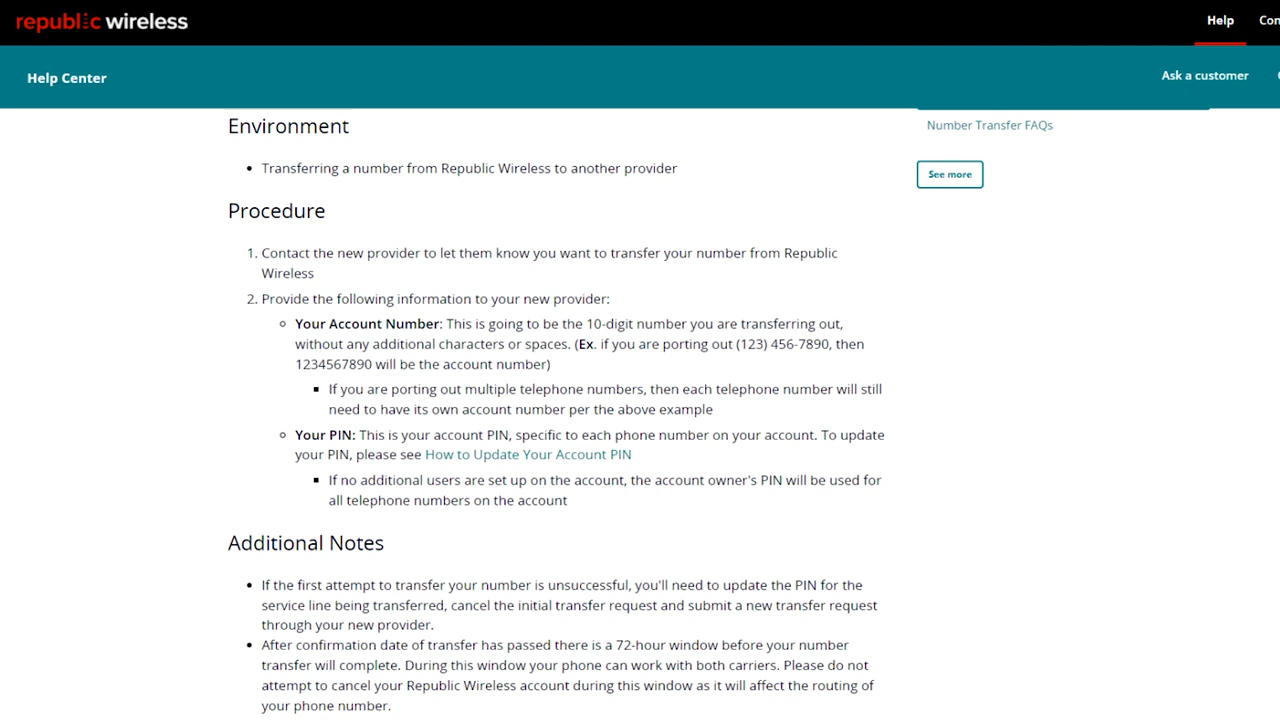 republic wireless
Help
Con
Help Center
Ask a customer
Environment
Number Transfer FAQs
• Transferring a number from Republic Wireless to another provider
See more
Procedure
1. Contact the new provider to let them know you want to transfer your number from Republic
Wireless
2. Provide the following information to your new provider:
Your Account Number: This is going to be the 10-digit number you are transferring out,
without any additional characters or spaces. (Ex. if you are porting out (123) 456-7890, then
1234567890 will be the account number)
If you are porting out multiple telephone numbers, then each telephone number will still
need to have its own account number per the above example
Your PIN: This is your account PIN, specific to each phone number on your account. To update
your PIN, please see How to Update Your Account PIN
If no additional users are set up on the account, the account owner's PIN will be used for
all telephone numbers on the account
Additional Notes
• If the first attempt to transfer your number is unsuccessful, you'll need to update the PIN for the
service line being transferred, cancel the initial transfer request and submit a new transfer request
through your new provider.
• After confirmation date of transfer has passed there is a 72-hour window before your number
transfer will complete. During this window your phone can work with both carriers. Please do not
attempt to cancel your Republic Wireless account during this window as it will affect the routing of
your phone number.